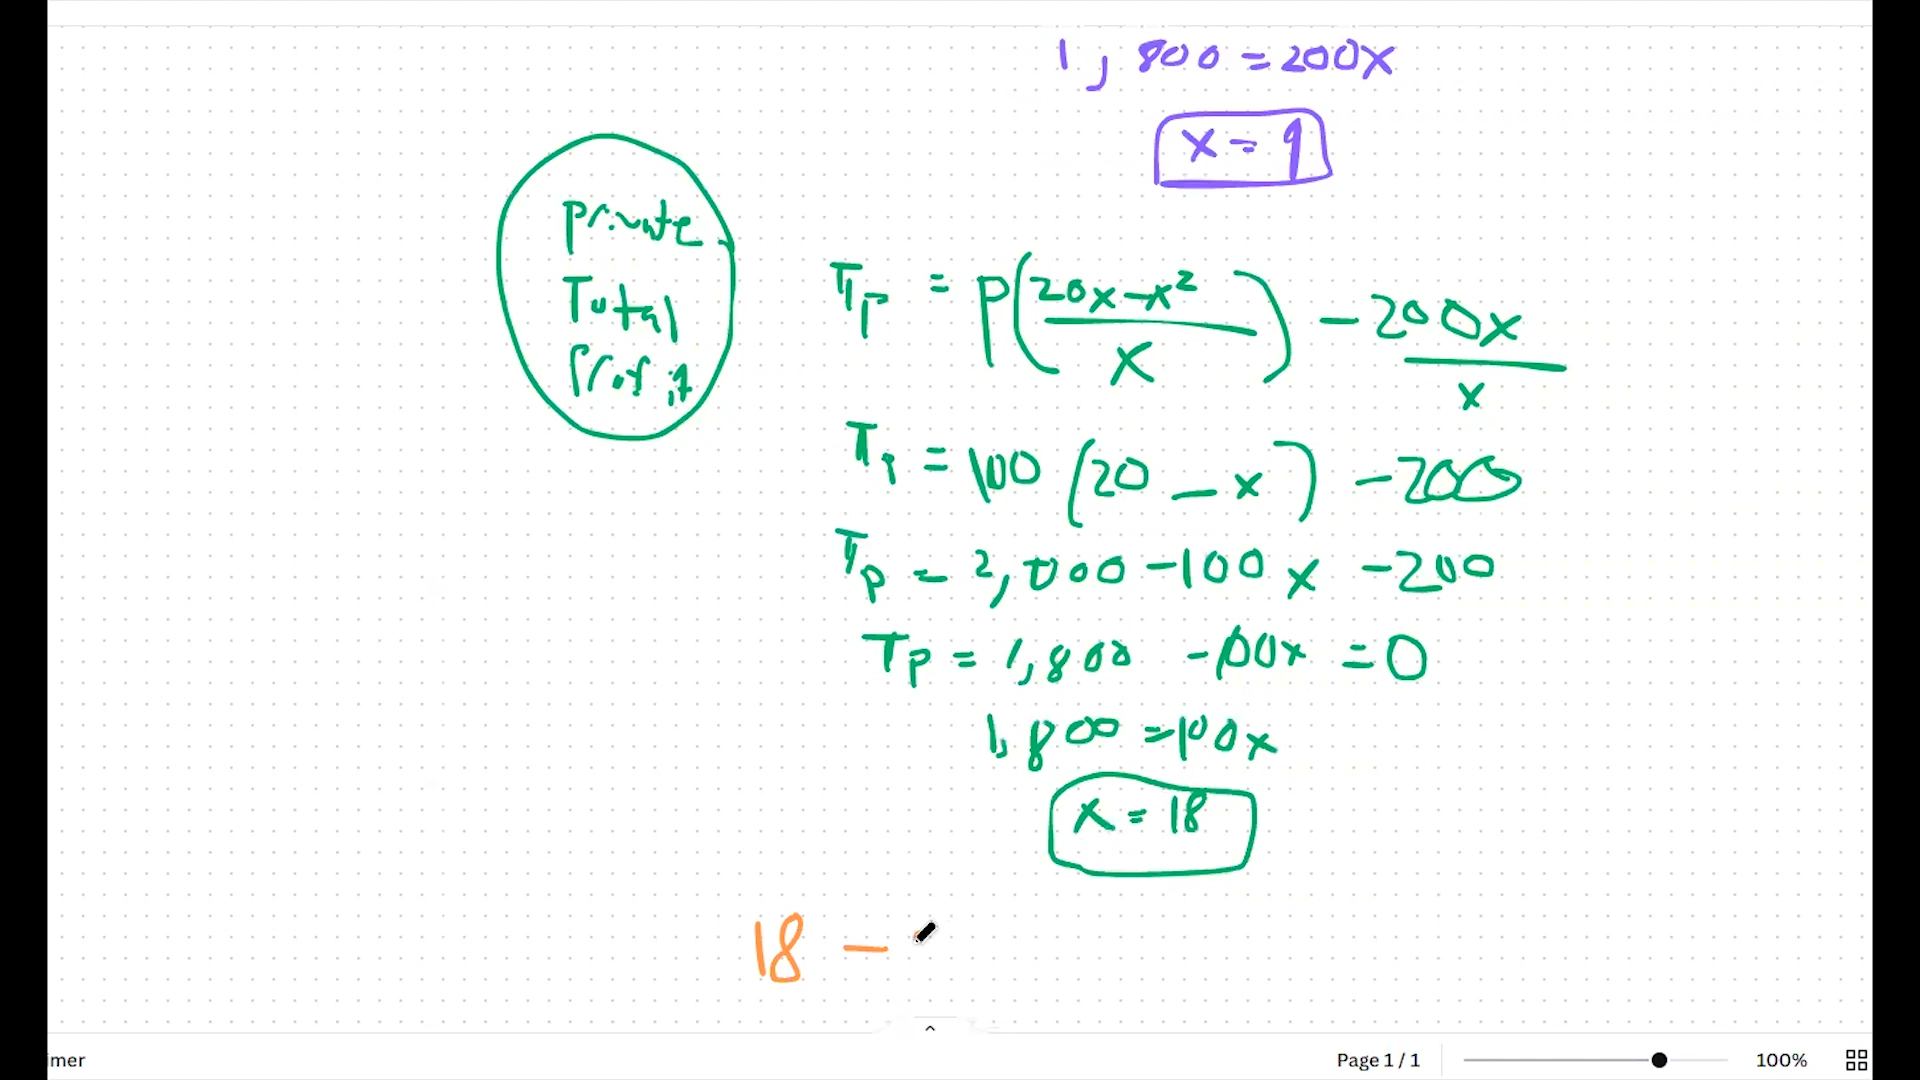 1,800 = 200x
x = 9
private
Total
Profit
Tp = P(20x-x²/x) - 200x/x
Tp = 100(20 - x) - 200
Tp = 2,000 - 100x - 200
Tp = 1,800 - 100x = 0
1,800 = 100x
x = 18
18 -
imer
Page 1 / 1
100%